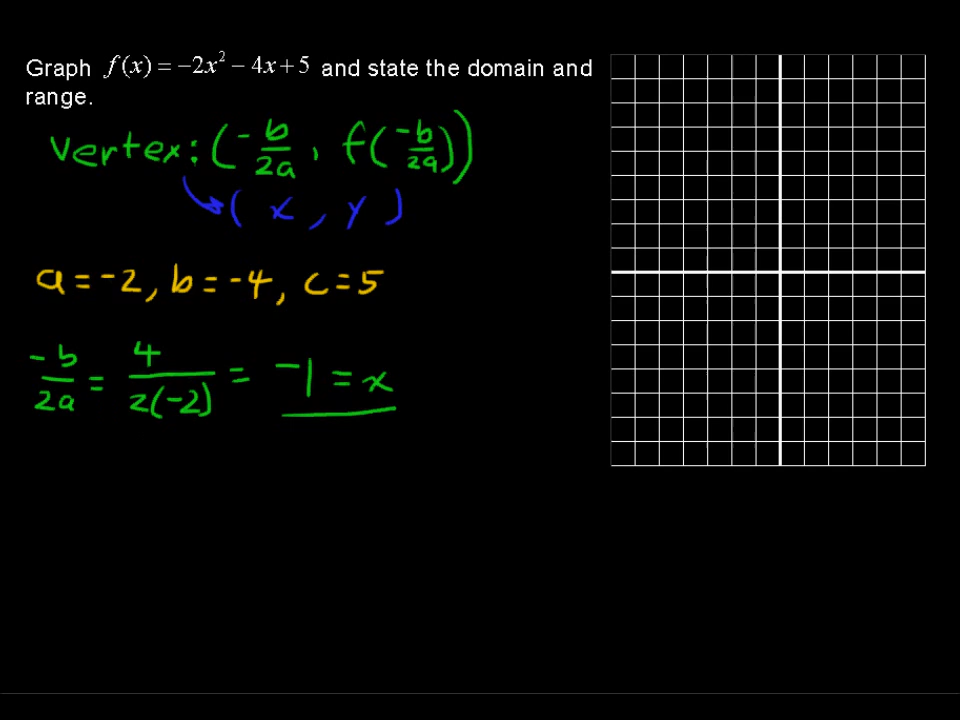 Graph f(x) = −2x² − 4x + 5 and state the domain and
range.
Vertex: (-b/2a, f(-b/2a))
(x, y)
a = -2, b = -4, c = 5
-b/2a = 4/2(-2) = -1 = x